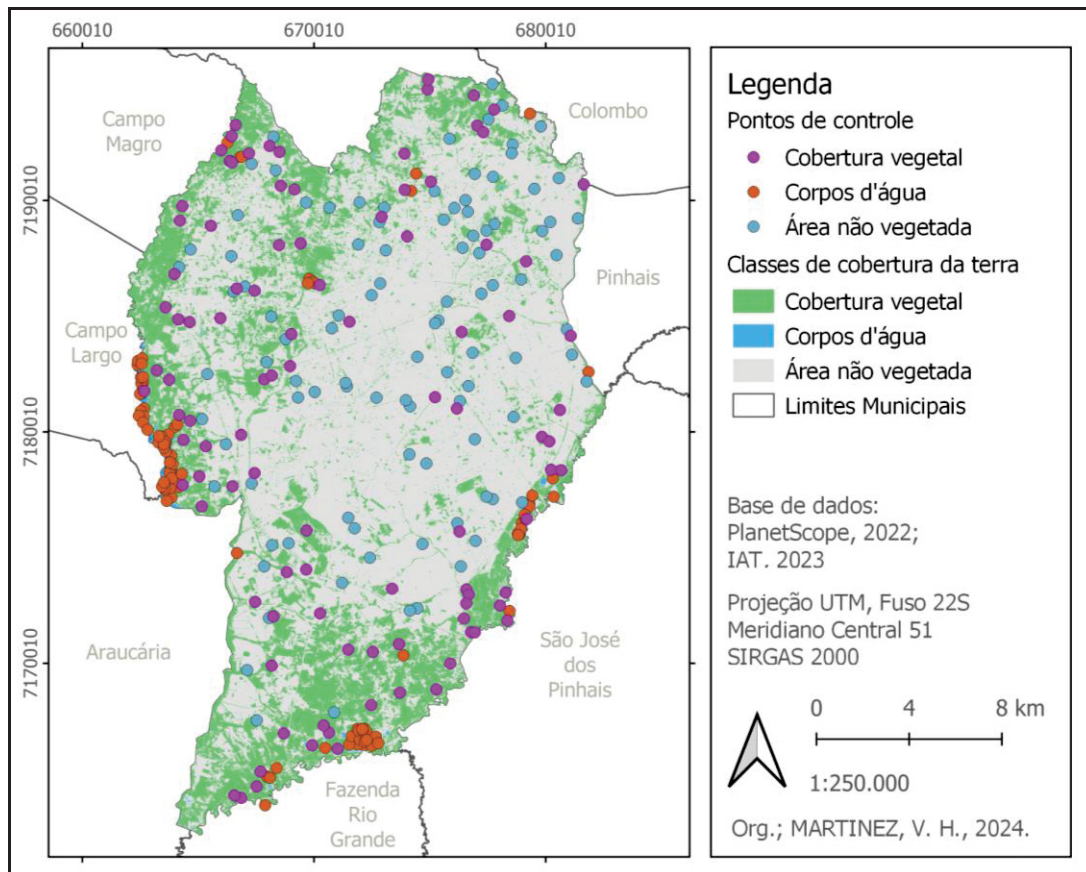 660010
670010
680010
7190010
7180010
7170010
Campo
Magro
Colombo
Pinhais
Campo
Largo
Araucária
São José
dos
Pinhais
Fazenda
Rio
Grande
Legenda
Pontos de controle
Cobertura vegetal
Corpos d'água
Área não vegetada
Classes de cobertura da terra
Cobertura vegetal
Corpos d'água
Área não vegetada
Limites Municipais
Base de dados:
PlanetScope, 2022;
IAT. 2023
Projeção UTM, Fuso 22S
Meridiano Central 51
SIRGAS 2000
0 4 8 km
1:250.000
Org.; MARTINEZ, V. H., 2024.